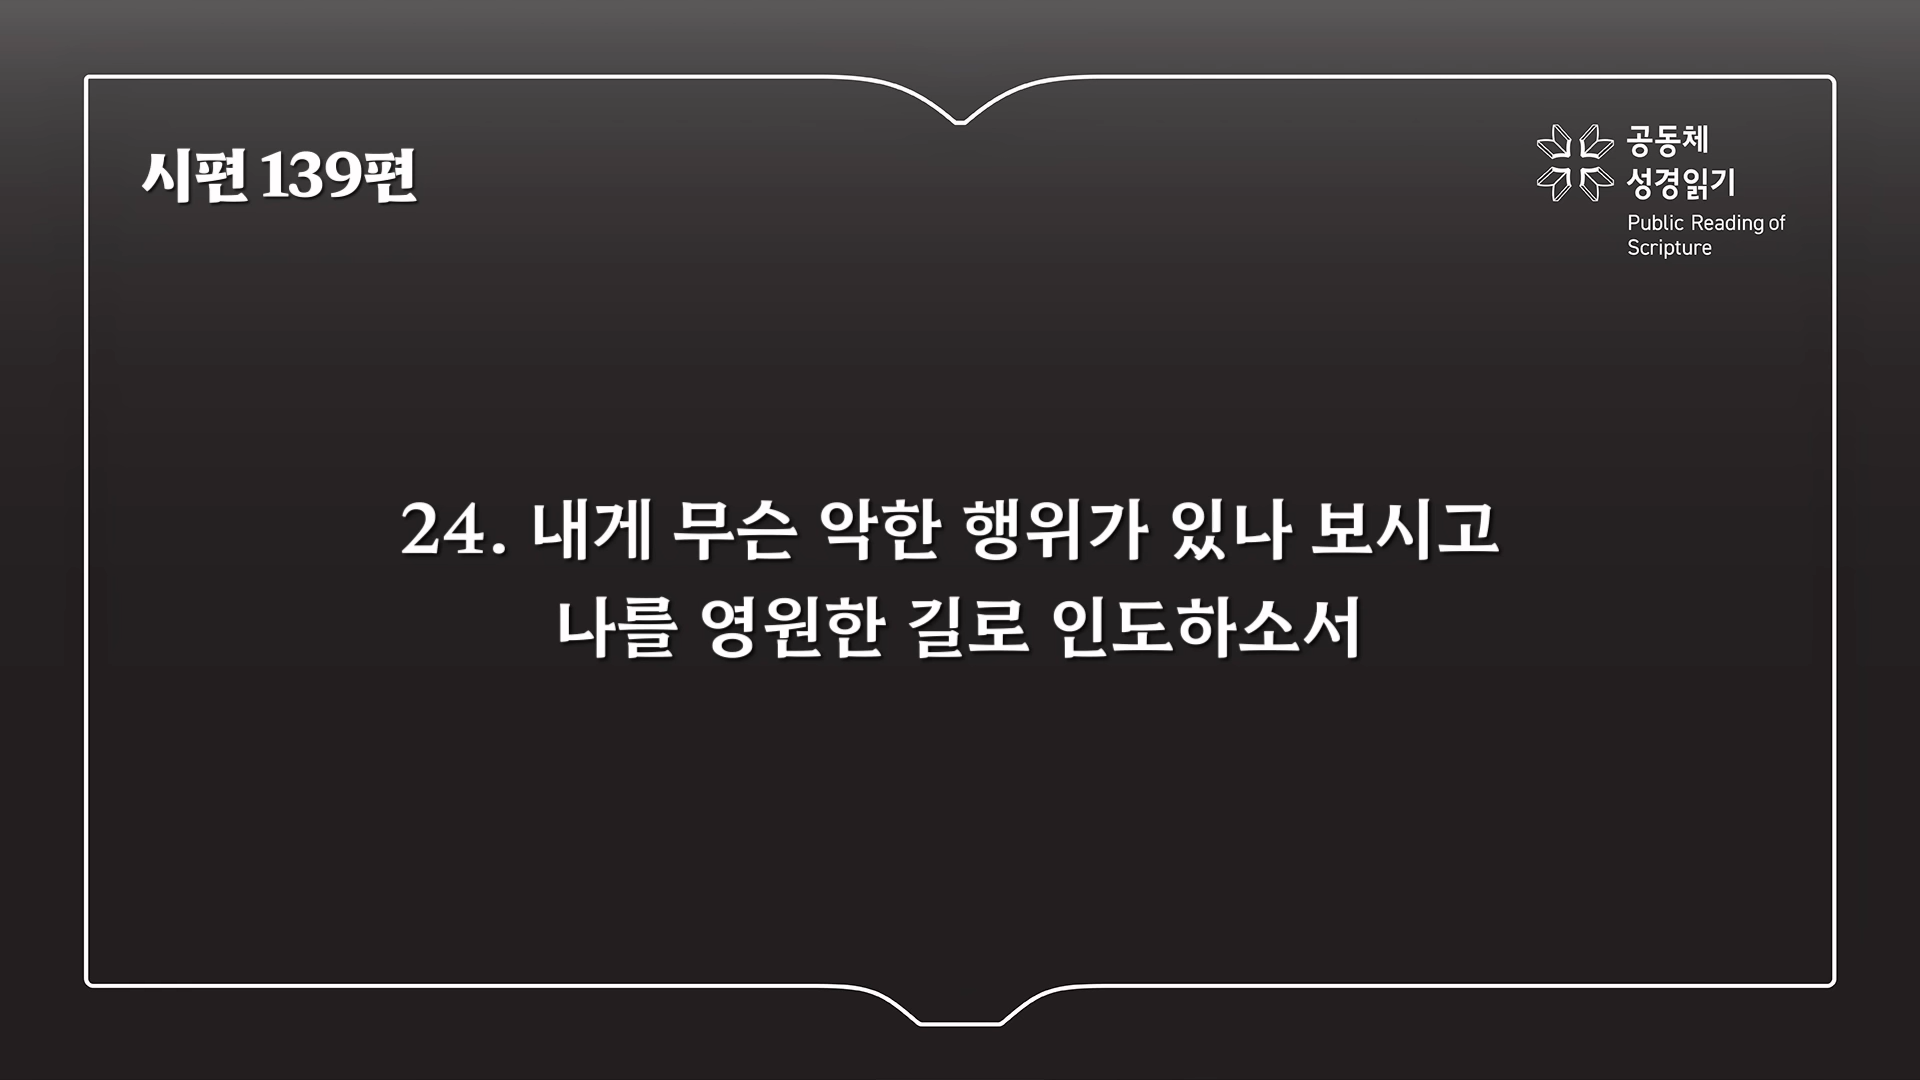 시편 139편
공동체
성경읽기
Public Reading of
Scripture
24. 내게 무슨 악한 행위가 있나 보시고
나를 영원한 길로 인도하소서